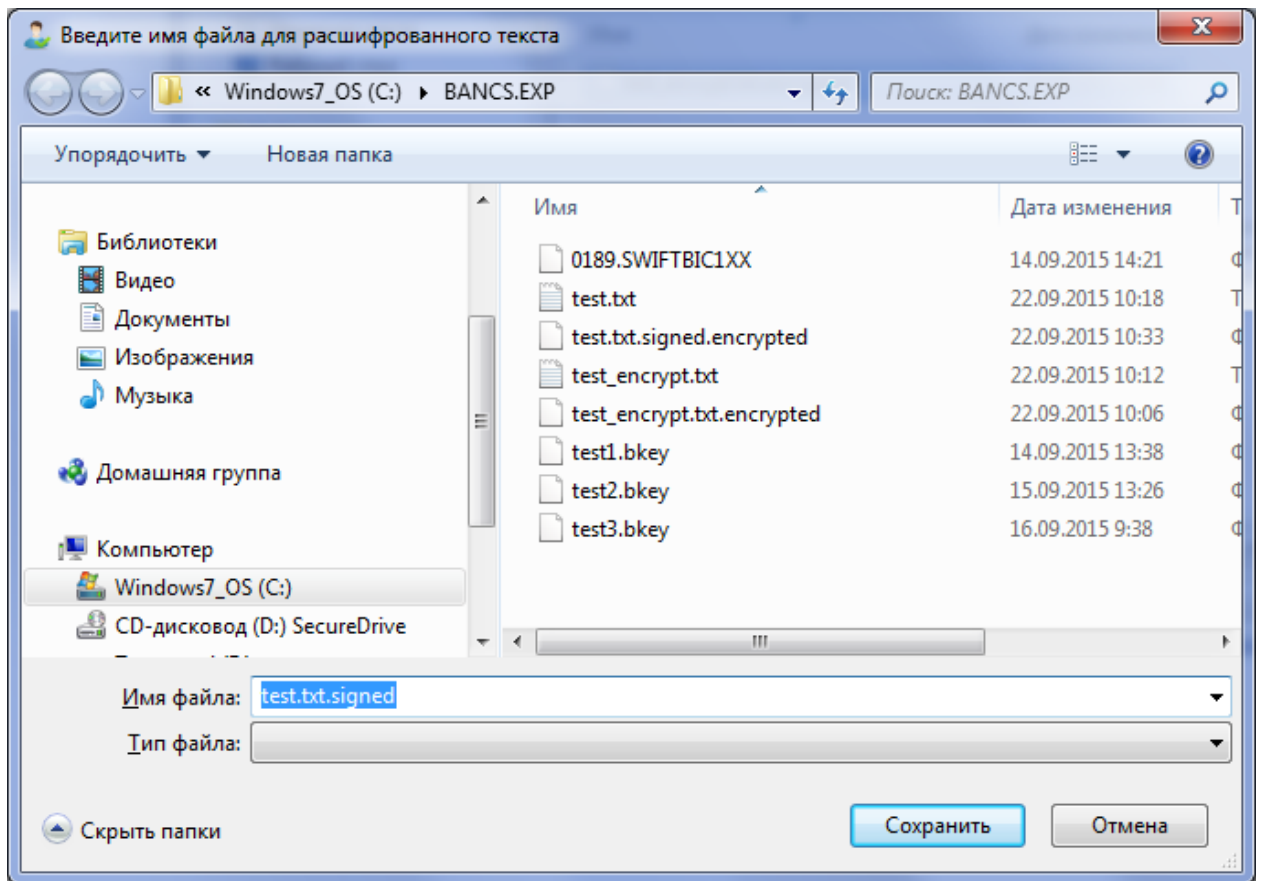 Введите имя файла для расшифрованного текста
« Windows7_OS (C:) BANCS.EXP
Поиск: BANCS.EXP
Упорядочить
Новая папка
Имя
Дата изменения
Библиотеки
Видео
Документы
Изображения
Музыка
Домашняя группа
Компьютер
Windows7_OS (C:)
CD-дисковод (D:) SecureDrive
0189.SWIFTBIC1XX 14.09.2015 14:21
test.txt 22.09.2015 10:18
test.txt.signed.encrypted 22.09.2015 10:33
test_encrypt.txt 22.09.2015 10:12
test_encrypt.txt.encrypted 22.09.2015 10:06
test1.bkey 14.09.2015 13:38
test2.bkey 15.09.2015 13:26
test3.bkey 16.09.2015 9:38
Имя файла: test.txt.signed
Тип файла:
Скрыть папки
Сохранить
Отмена